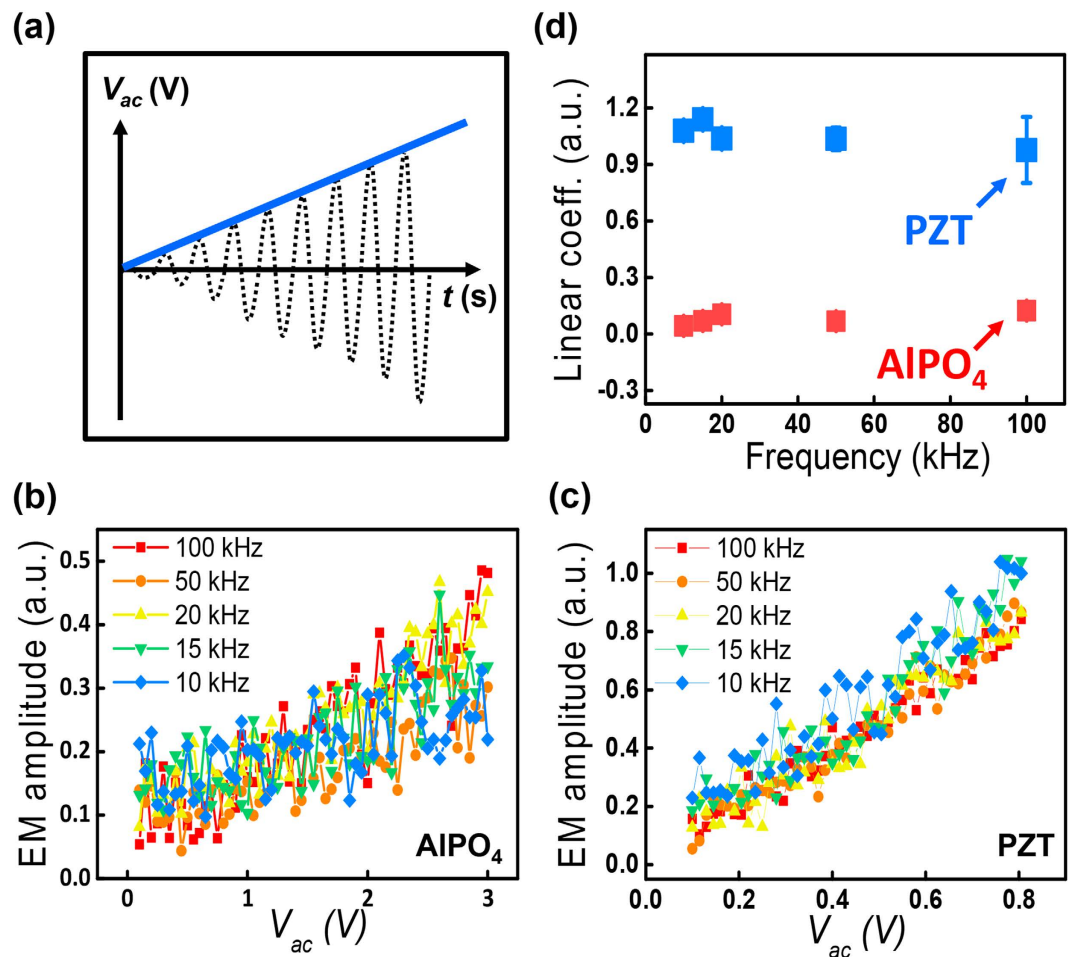 (a)
V_ac (V)
t (s)
(d)
Linear coeff. (a.u.)
1.2
0.9
0.6
0.3
0.0
-0.3
PZT
AlPO₄
0 20 40 60 80 100
Frequency (kHz)
(b)
EM amplitude (a.u.)
0.5
0.4
0.3
0.2
0.1
0.0
100 kHz
50 kHz
20 kHz
15 kHz
10 kHz
AlPO₄
0 1 2 3
V_ac (V)
(c)
EM amplitude (a.u.)
1.0
0.8
0.6
0.4
0.2
0.0
100 kHz
50 kHz
20 kHz
15 kHz
10 kHz
PZT
0.0 0.2 0.4 0.6 0.8
V_ac (V)